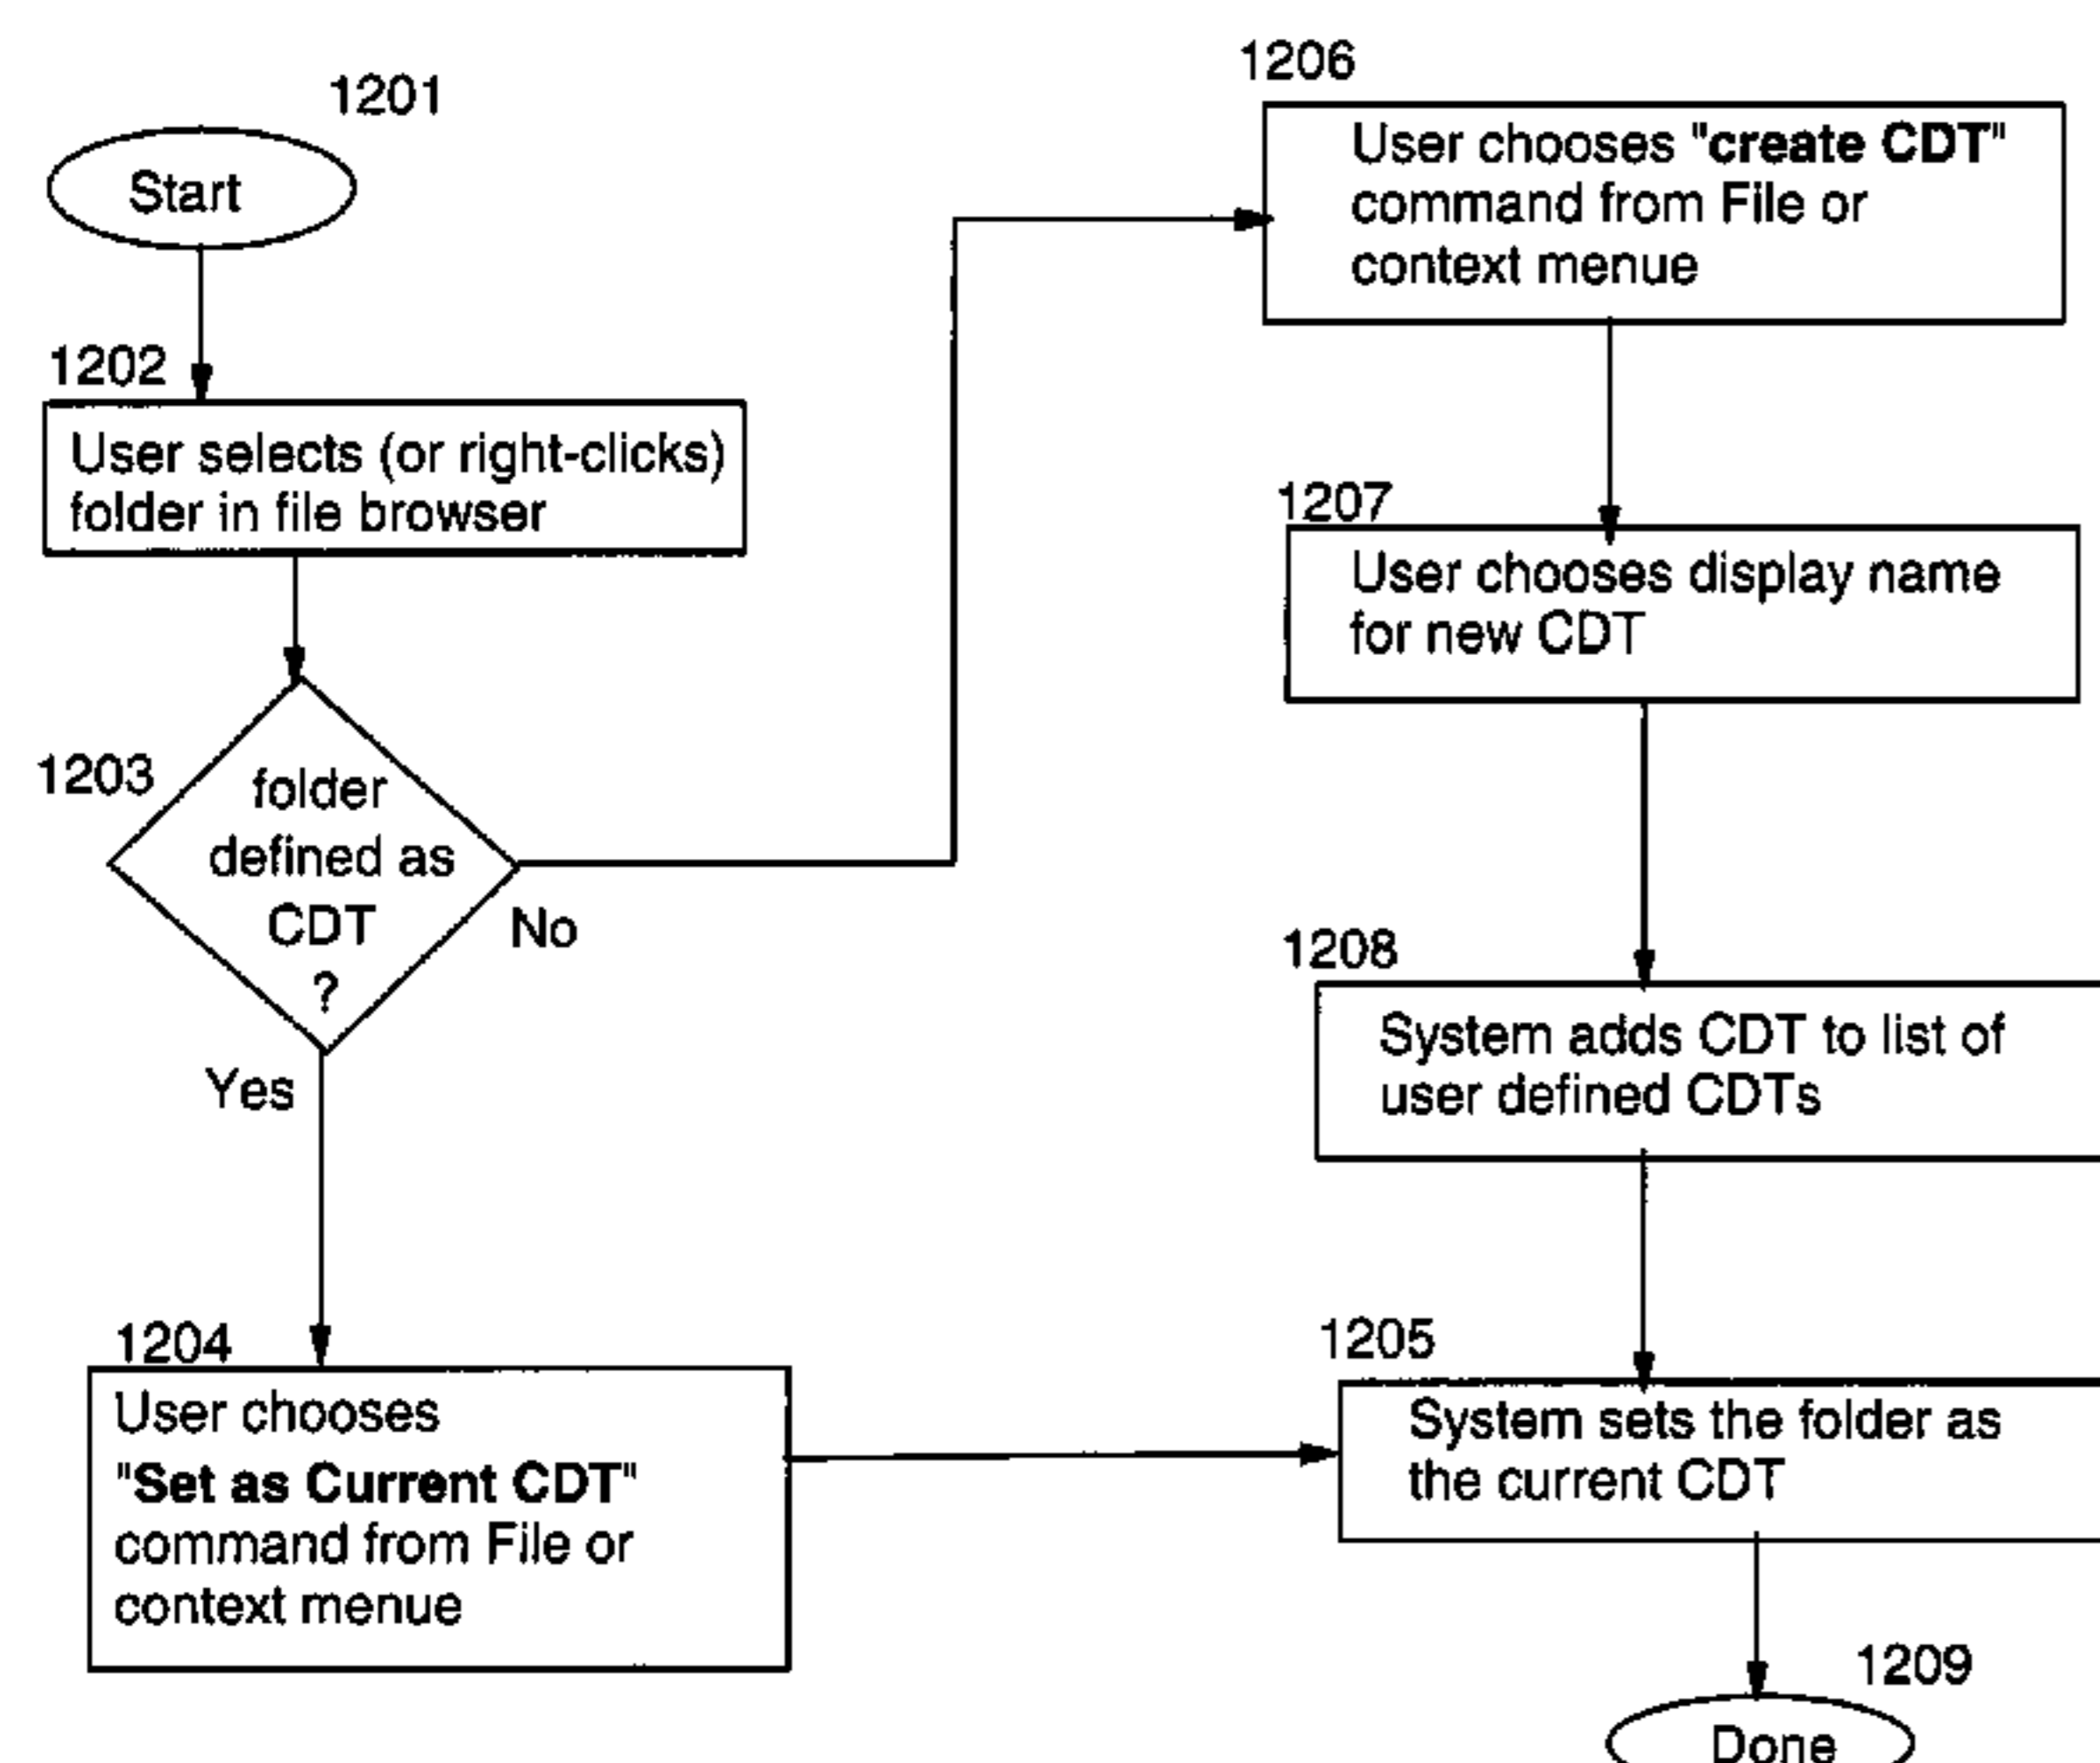 1201
Start
1202
User selects (or right-clicks)
folder in file browser
1203
folder
defined as
CDT
?
No
Yes
1204
User chooses
"Set as Current CDT"
command from File or
context menue
1206
User chooses "create CDT"
command from File or
context menue
1207
User chooses display name
for new CDT
1208
System adds CDT to list of
user defined CDTs
1205
System sets the folder as
the current CDT
1209
Done